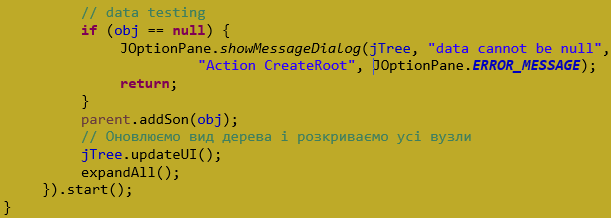 // data testing
if (obj == null) {
JOptionPane.showMessageDialog(jTree, "data cannot be null",
"Action CreateRoot", JOptionPane.ERROR_MESSAGE);
return;
}
parent.addSon(obj);
// Оновлюємо вид дерева і розкриваємо усі вузли
jTree.updateUI();
expandAll();
}).start();
}